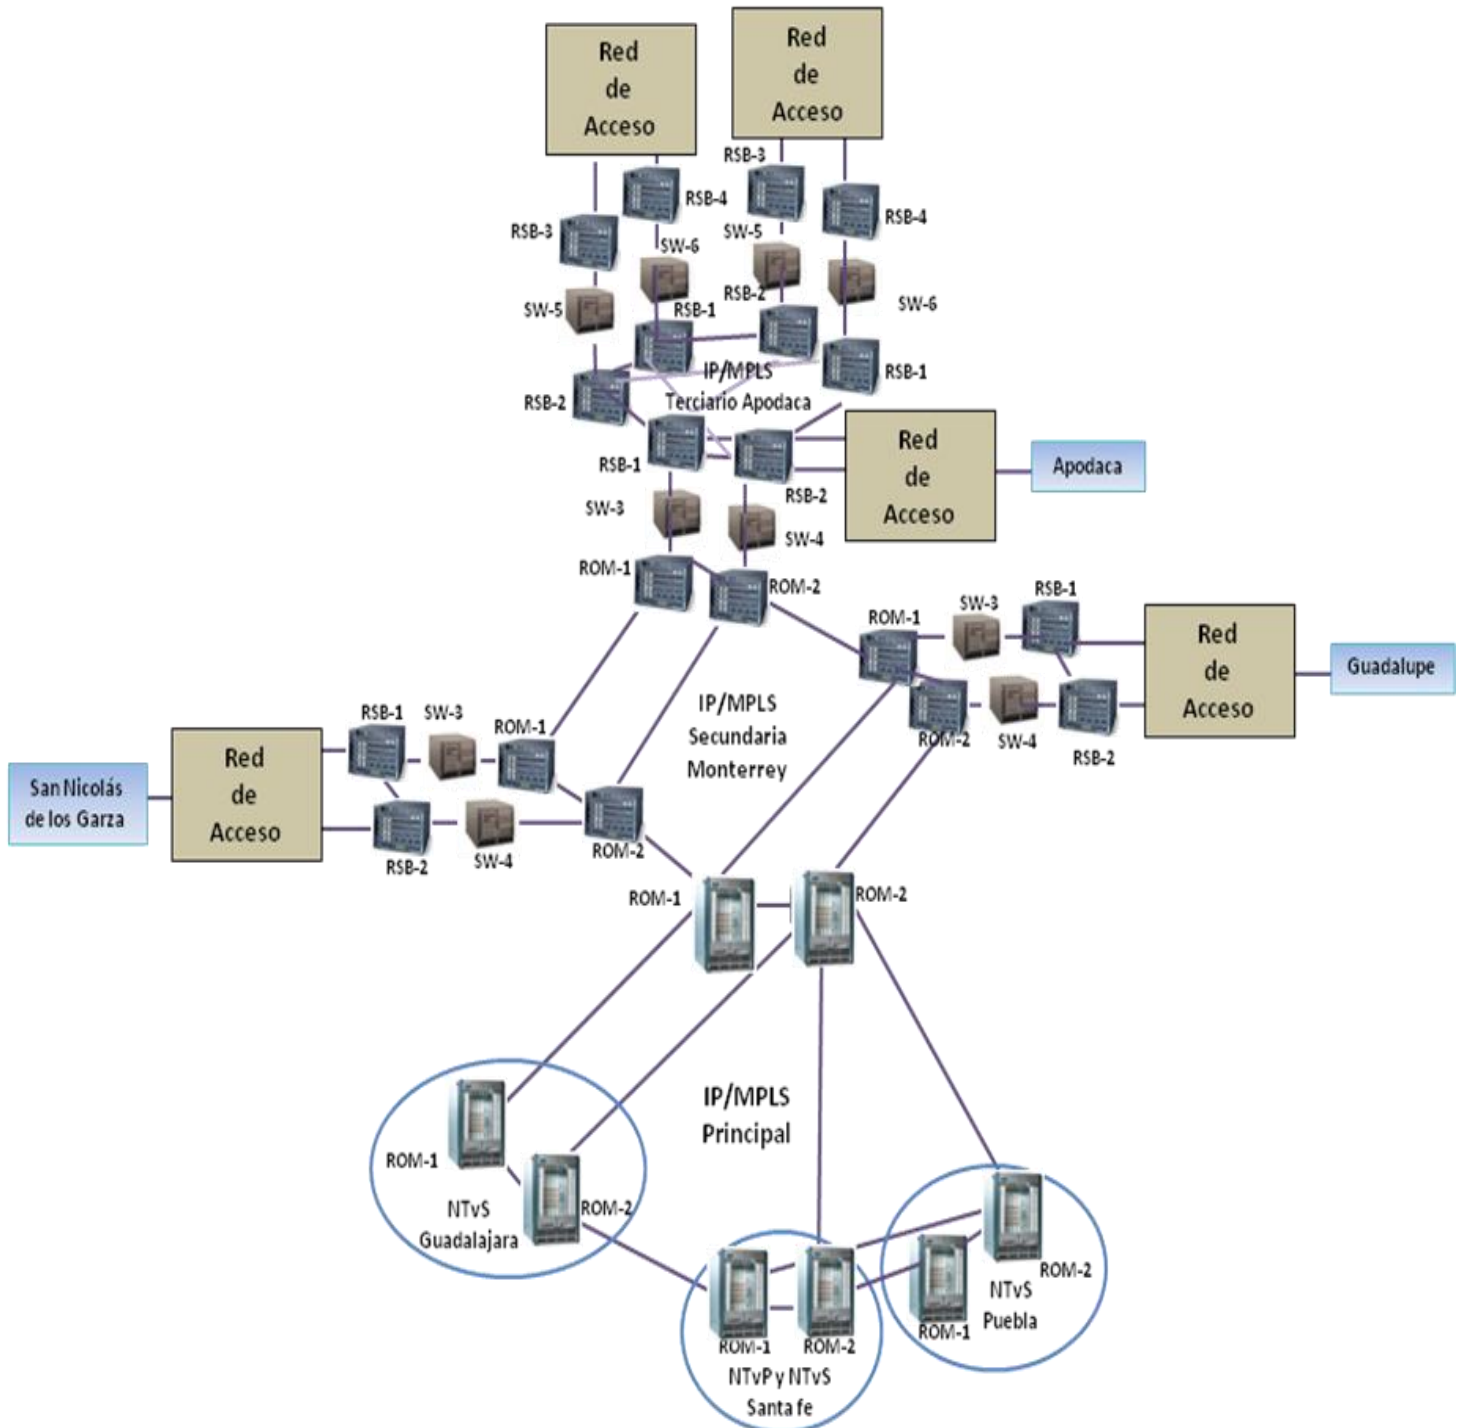 Red
de
Acceso
Red
de
Acceso
RSB-3
RSB-4
RSB-3
RSB-4
SW-6
SW-5
SW-5
RSB-2
RSB-1
SW-6
IP/MPLS
Terciario Apodaca
RSB-2
RSB-1
RSB-1
RSB-2
Red
de
Acceso
Apodaca
SW-3
SW-4
ROM-1
ROM-2
ROM-1
SW-3
RSB-1
Red
de
Acceso
Guadalupe
ROM-2
SW-4
RSB-2
IP/MPLS
Secundaria
Monterrey
San Nicolás
de los Garza
Red
de
Acceso
RSB-1
SW-3
ROM-1
RSB-2
SW-4
ROM-2
ROM-1
ROM-2
IP/MPLS
Principal
ROM-1
ROM-2
NTvS
Guadalajara
ROM-1
ROM-2
NTvP y NTvS
Santa fe
ROM-2
NTvS
Puebla
ROM-1